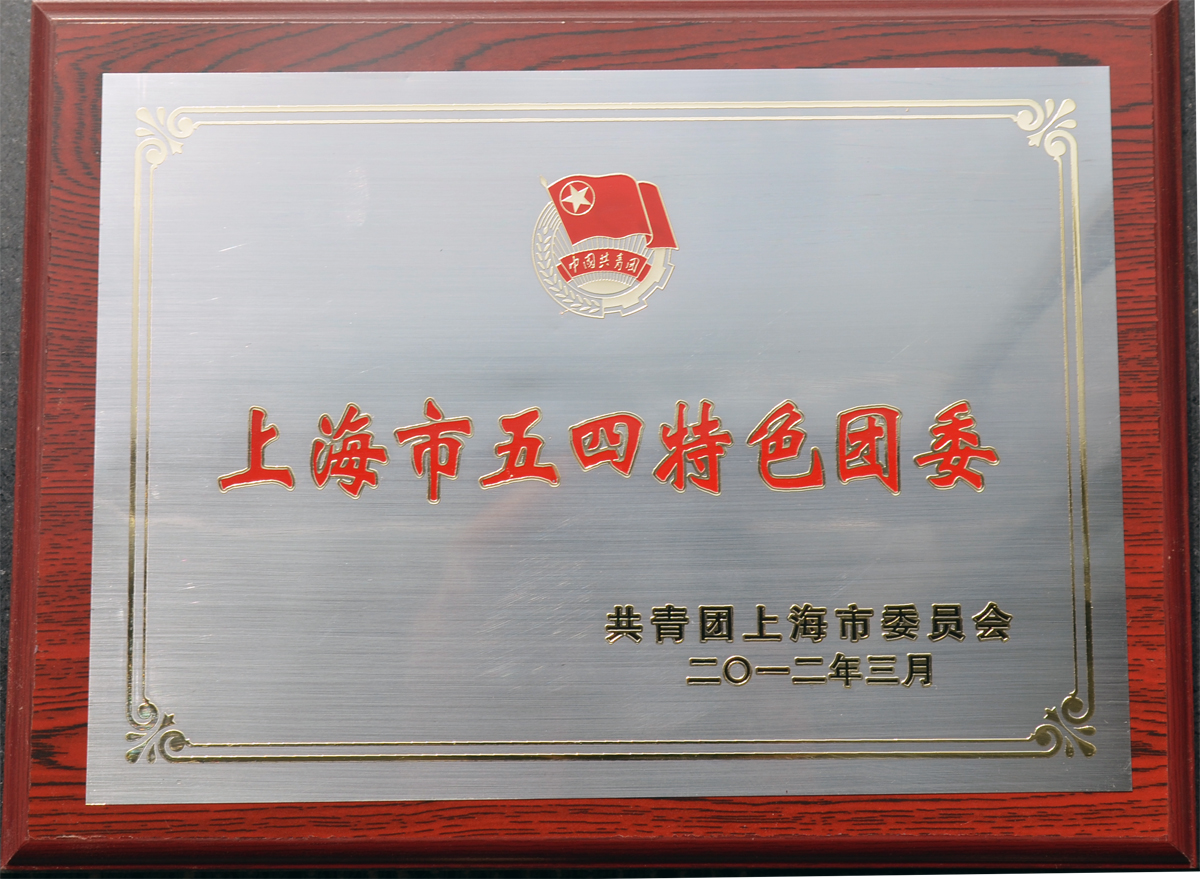 中国共青团
上海市五四特色团委
共青团上海市委员会
二〇一二年三月